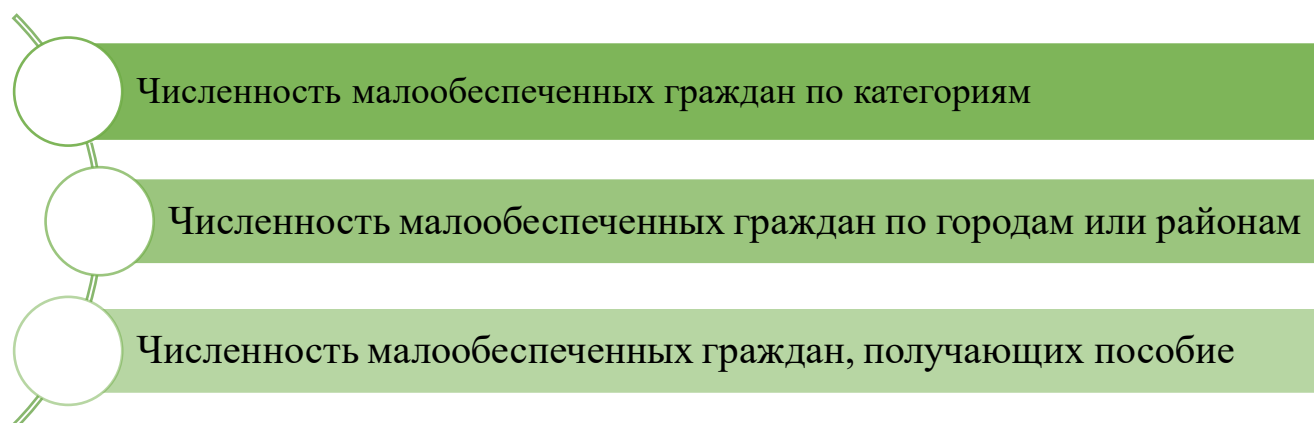 Численность малообеспеченных граждан по категориям
Численность малообеспеченных граждан по городам или районам
Численность малообеспеченных граждан, получающих пособие